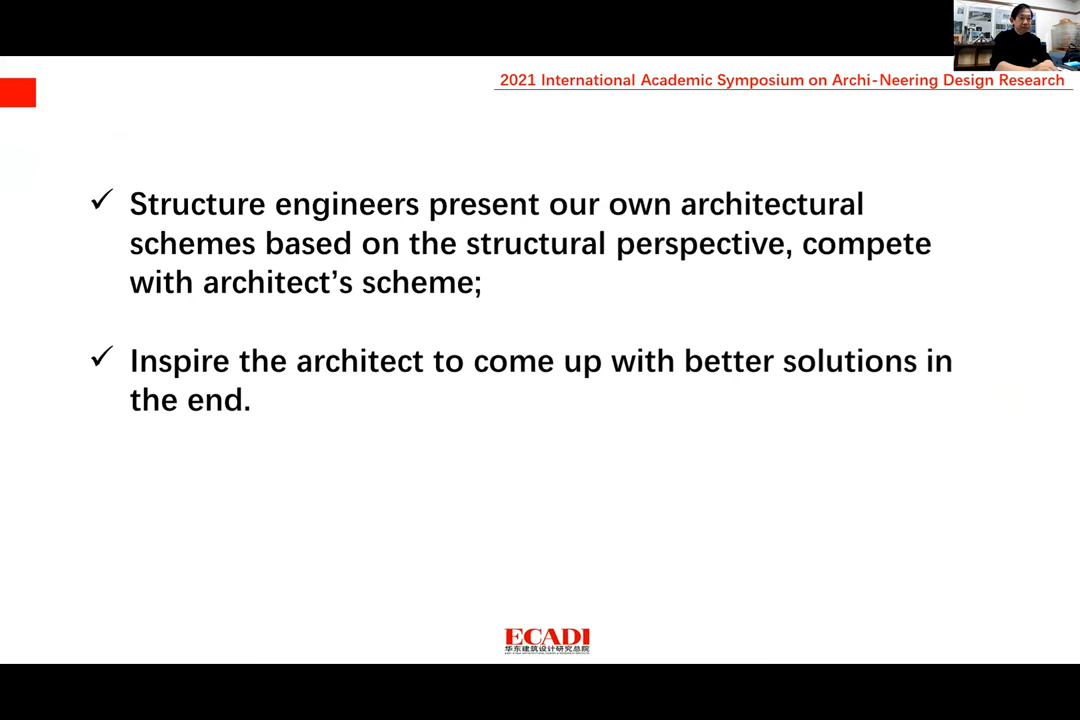 2021 International Academic Symposium on Archi-Neering Design Research
✓ Structure engineers present our own architectural
schemes based on the structural perspective, compete
with architect’s scheme;
✓ Inspire the architect to come up with better solutions in
the end.
ECADI
华东建筑设计研究总院